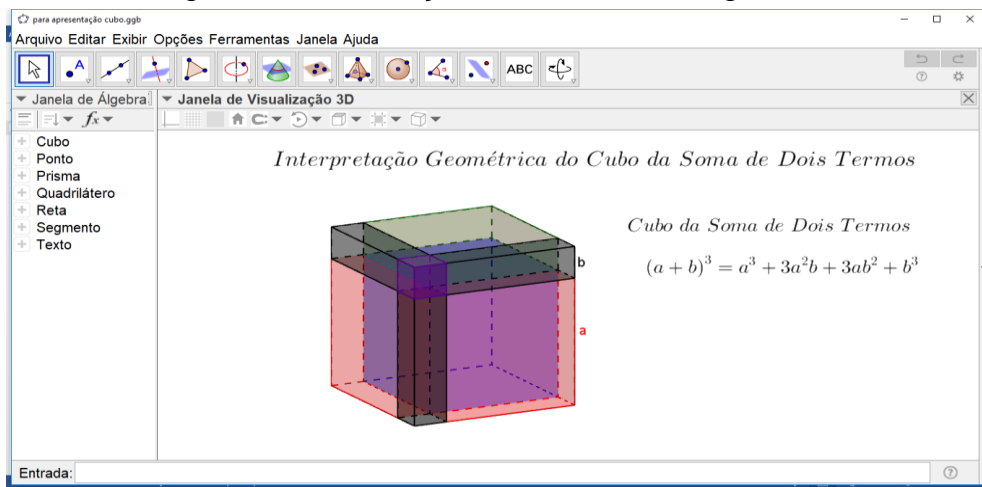 para apresentação cubo.ggb
Arquivo Editar Exibir Opções Ferramentas Janela Ajuda
A
ABC
Janela de Álgebra
Janela de Visualização 3D
fx
Cubo
Ponto
Prisma
Quadrilátero
Reta
Segmento
Texto
Interpretação Geométrica do Cubo da Soma de Dois Termos
Cubo da Soma de Dois Termos
(a + b)³ = a³ + 3a²b + 3ab² + b³
b
a
Entrada: